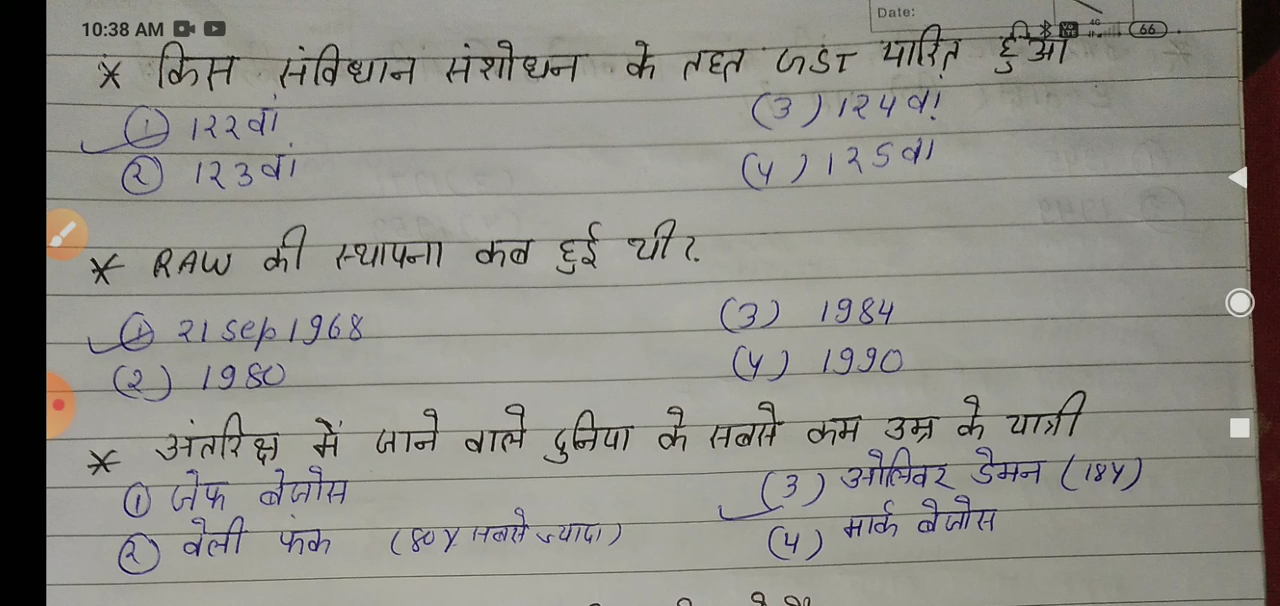 10:38 AM
Date:
4G
66
* किस संविधान संशोधन के तहत GST पारित हुआ
① 122वां
(3) 124वां
② 123वां
(4) 125वां
* RAW की स्थापना कब हुई थी?
① 21 Sep 1968
(3) 1984
(2) 1980
(4) 1990
* अंतरिक्ष में जाने वाले दुनिया के सबसे कम उम्र के यात्री
① जेफ बेजोस
(3) ओलिवर डैमन (18Y)
② वेली फंक (80Y सबसे ज्यादा)
(4) मार्क बेजोस